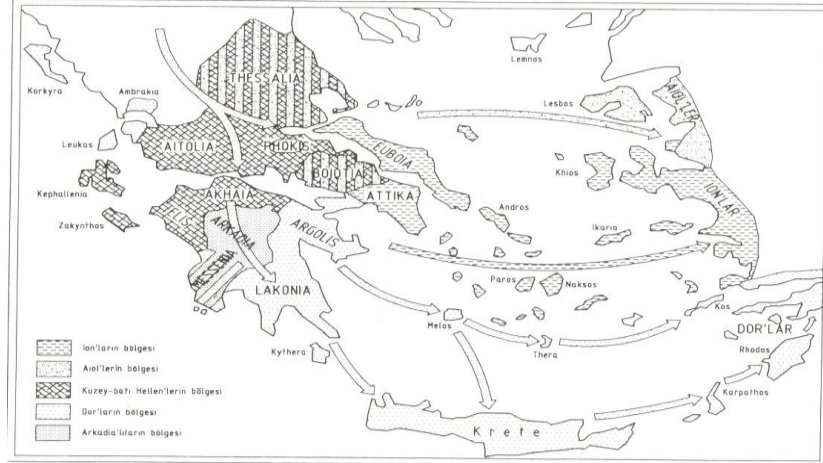 Lemnos
THESSALIA
Korkyra
Ambrakia
Lesbos
AIOL'LER
Leukas
AITOLIA
PHOKIS
EUBOIA
BOIOTIA
Khios
Kephallenia
AKHAIA
ATTIKA
ION'LAR
Andros
Zakynthos
ELIS
ARKADIA
ARGOLIS
Ikaria
MESSENIA
Paros
Naksos
LAKONIA
Kos
Melos
DOR'LAR
Thera
Rhodos
Kythera
Karpathos
Krete
Ion'ların bölgesi
Aiol'lerin bölgesi
Kuzey-batı Hellen'lerin bölgesi
Dor'ların bölgesi
Arkadia'lıların bölgesi